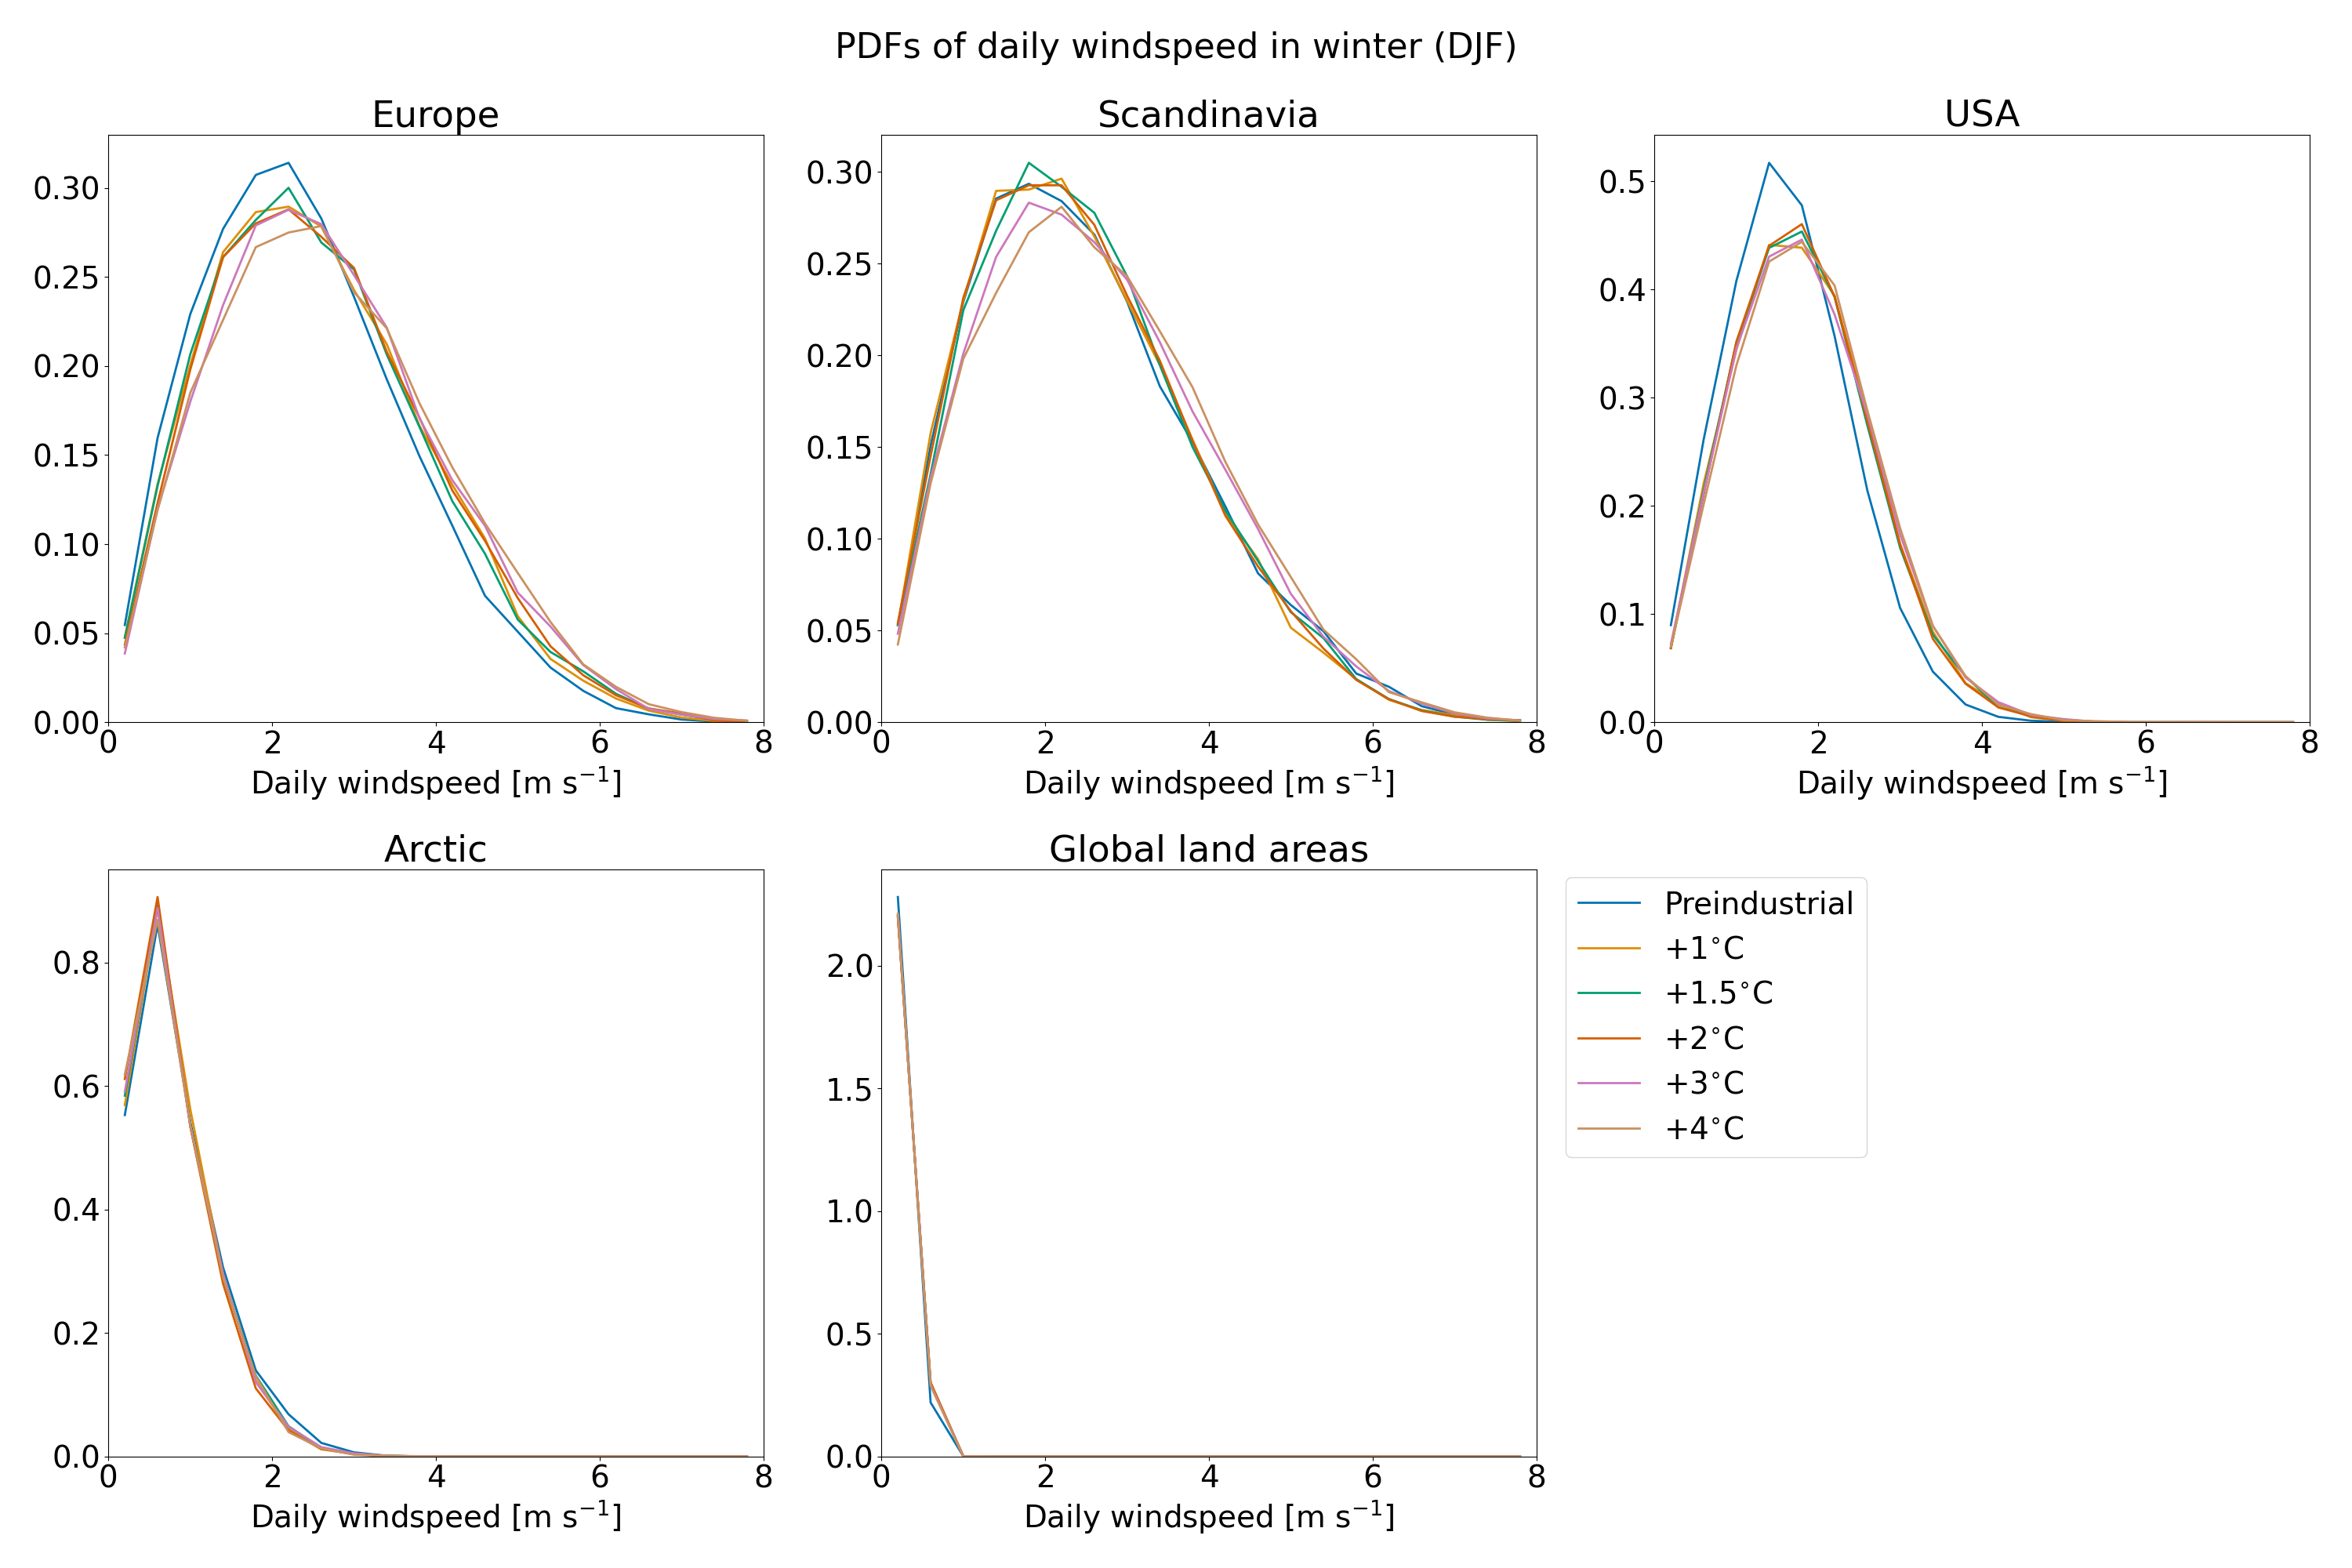 PDFs of daily windspeed in winter (DJF)
Europe
0.30
0.25
0.20
0.15
0.10
0.05
0.00
0 2 4 6 8
Daily windspeed [m s⁻¹]
Scandinavia
0.30
0.25
0.20
0.15
0.10
0.05
0.00
0 2 4 6 8
Daily windspeed [m s⁻¹]
USA
0.5
0.4
0.3
0.2
0.1
0.0
0 2 4 6 8
Daily windspeed [m s⁻¹]
Arctic
0.8
0.6
0.4
0.2
0.0
0 2 4 6 8
Daily windspeed [m s⁻¹]
Global land areas
2.0
1.5
1.0
0.5
0.0
0 2 4 6 8
Daily windspeed [m s⁻¹]
Preindustrial
+1°C
+1.5°C
+2°C
+3°C
+4°C